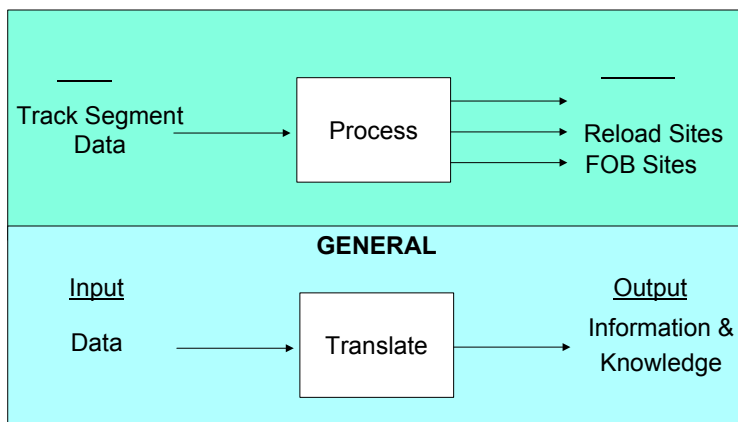 Track Segment
Data
Process
Reload Sites
FOB Sites
GENERAL
Input
Data
Translate
Output
Information &
Knowledge